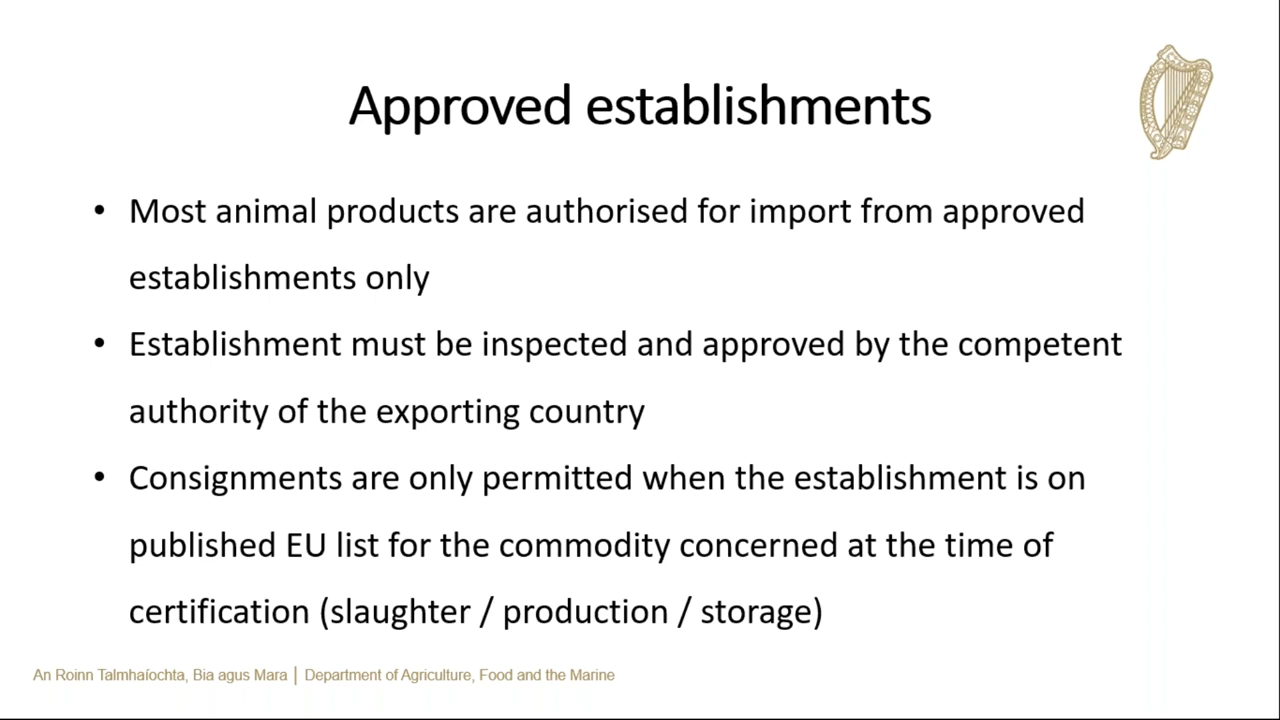 Approved establishments
• Most animal products are authorised for import from approved
establishments only
• Establishment must be inspected and approved by the competent
authority of the exporting country
• Consignments are only permitted when the establishment is on
published EU list for the commodity concerned at the time of
certification (slaughter / production / storage)
An Roinn Talmhaíochta, Bia agus Mara | Department of Agriculture, Food and the Marine